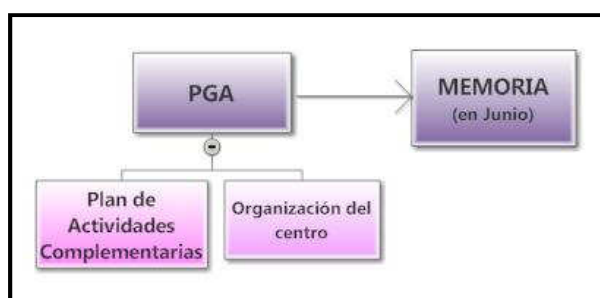 PGA
MEMORIA
(en Junio)
Plan de
Actividades
Complementarias
Organización del
centro